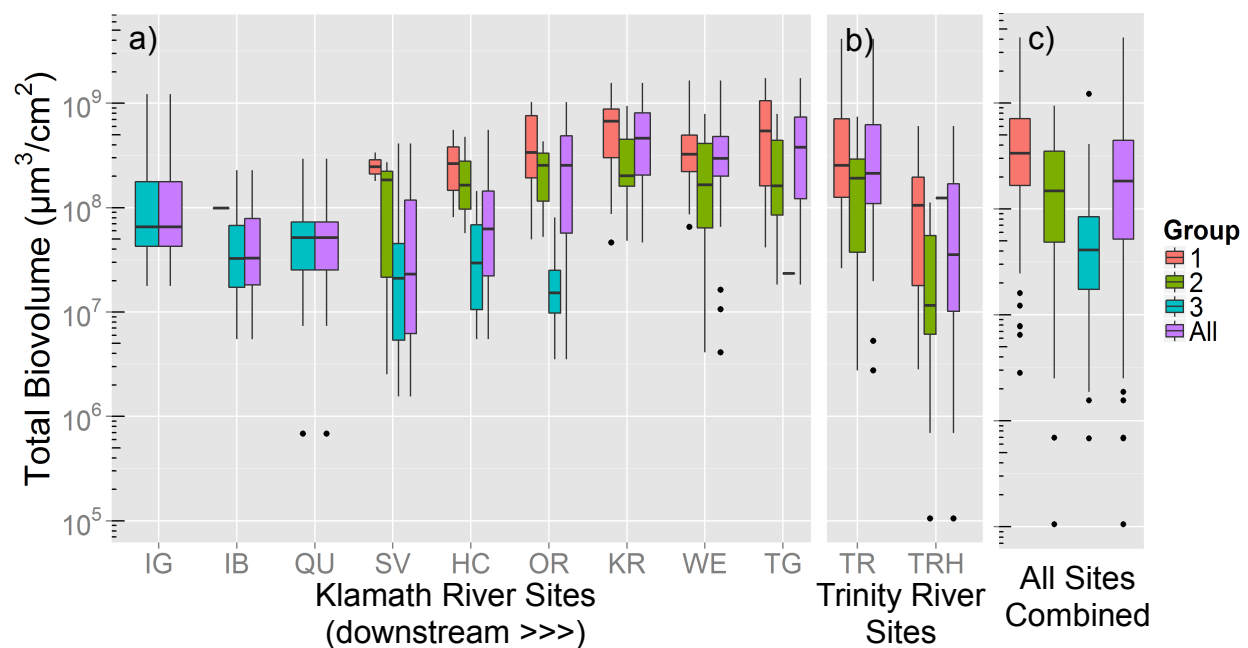 a)
b)
c)
Total Biovolume (µm³/cm²)
10⁹
10⁸
10⁷
10⁶
10⁵
IG IB QU SV HC OR KR WE TG TR TRH
Klamath River Sites
(downstream >>>)
Trinity River
Sites
All Sites
Combined
Group
1
2
3
All